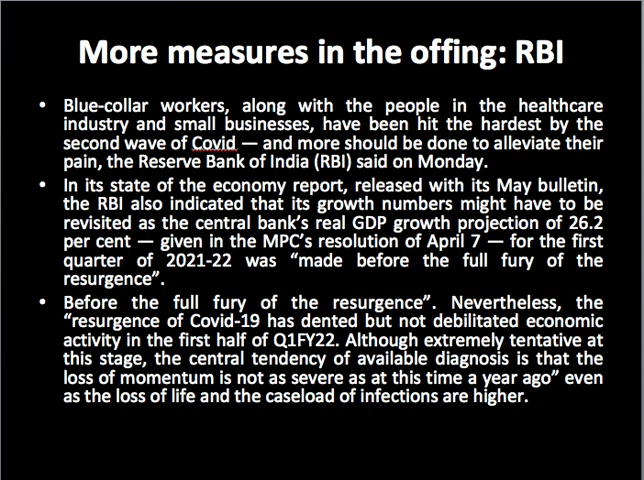 More measures in the offing: RBI
• Blue-collar workers, along with the people in the healthcare
industry and small businesses, have been hit the hardest by the
second wave of Covid — and more should be done to alleviate their
pain, the Reserve Bank of India (RBI) said on Monday.
• In its state of the economy report, released with its May bulletin,
the RBI also indicated that its growth numbers might have to be
revisited as the central bank's real GDP growth projection of 26.2
per cent — given in the MPC's resolution of April 7 — for the first
quarter of 2021-22 was “made before the full fury of the
resurgence”.
• Before the full fury of the resurgence”. Nevertheless, the
“resurgence of Covid-19 has dented but not debilitated economic
activity in the first half of Q1FY22. Although extremely tentative at
this stage, the central tendency of available diagnosis is that the
loss of momentum is not as severe as at this time a year ago” even
as the loss of life and the caseload of infections are higher.